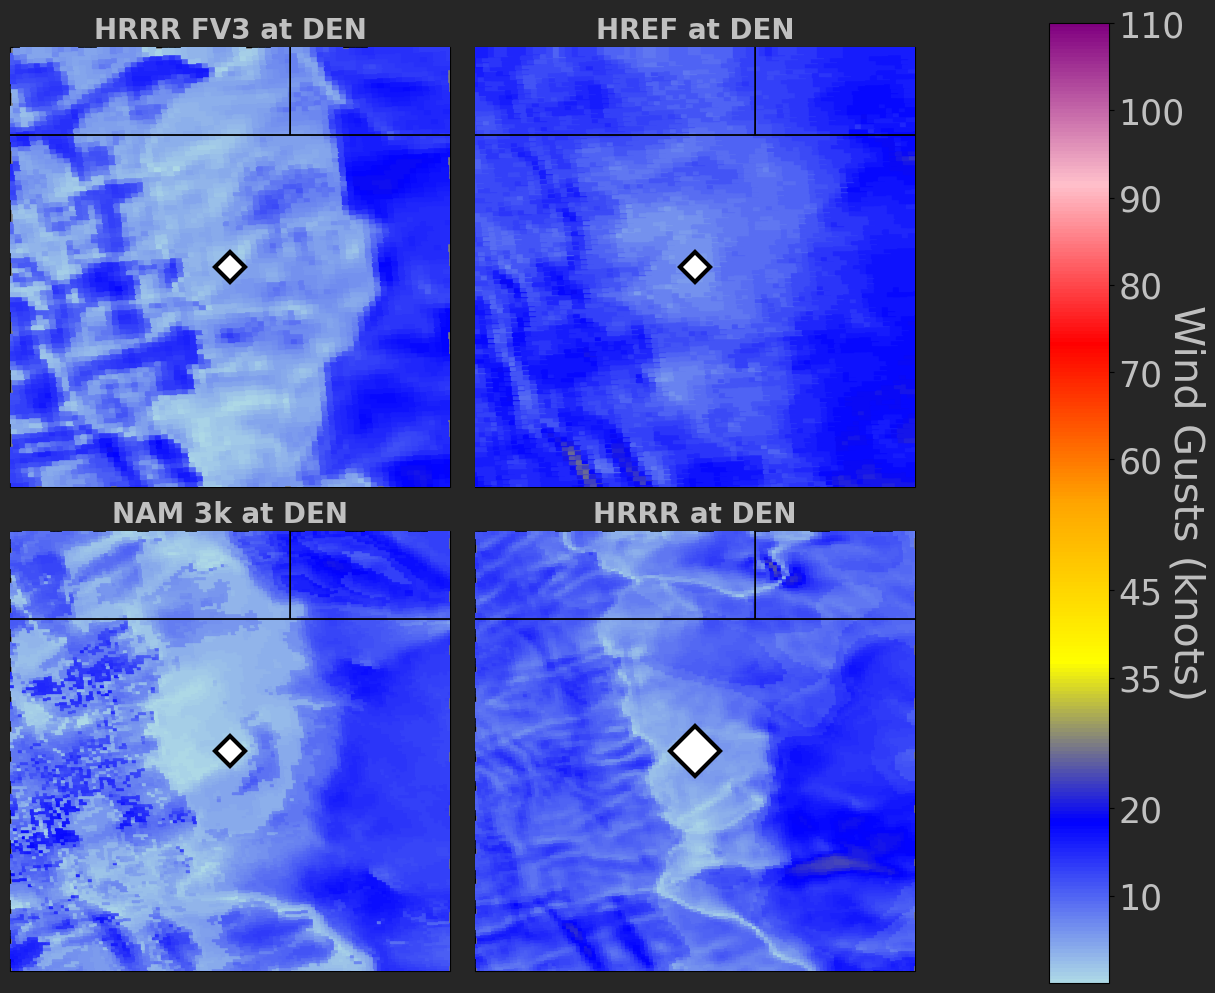 HRRR FV3 at DEN
HREF at DEN
NAM 3k at DEN
HRRR at DEN
110
100
90
80
70
60
45
35
20
10
Wind Gusts (knots)